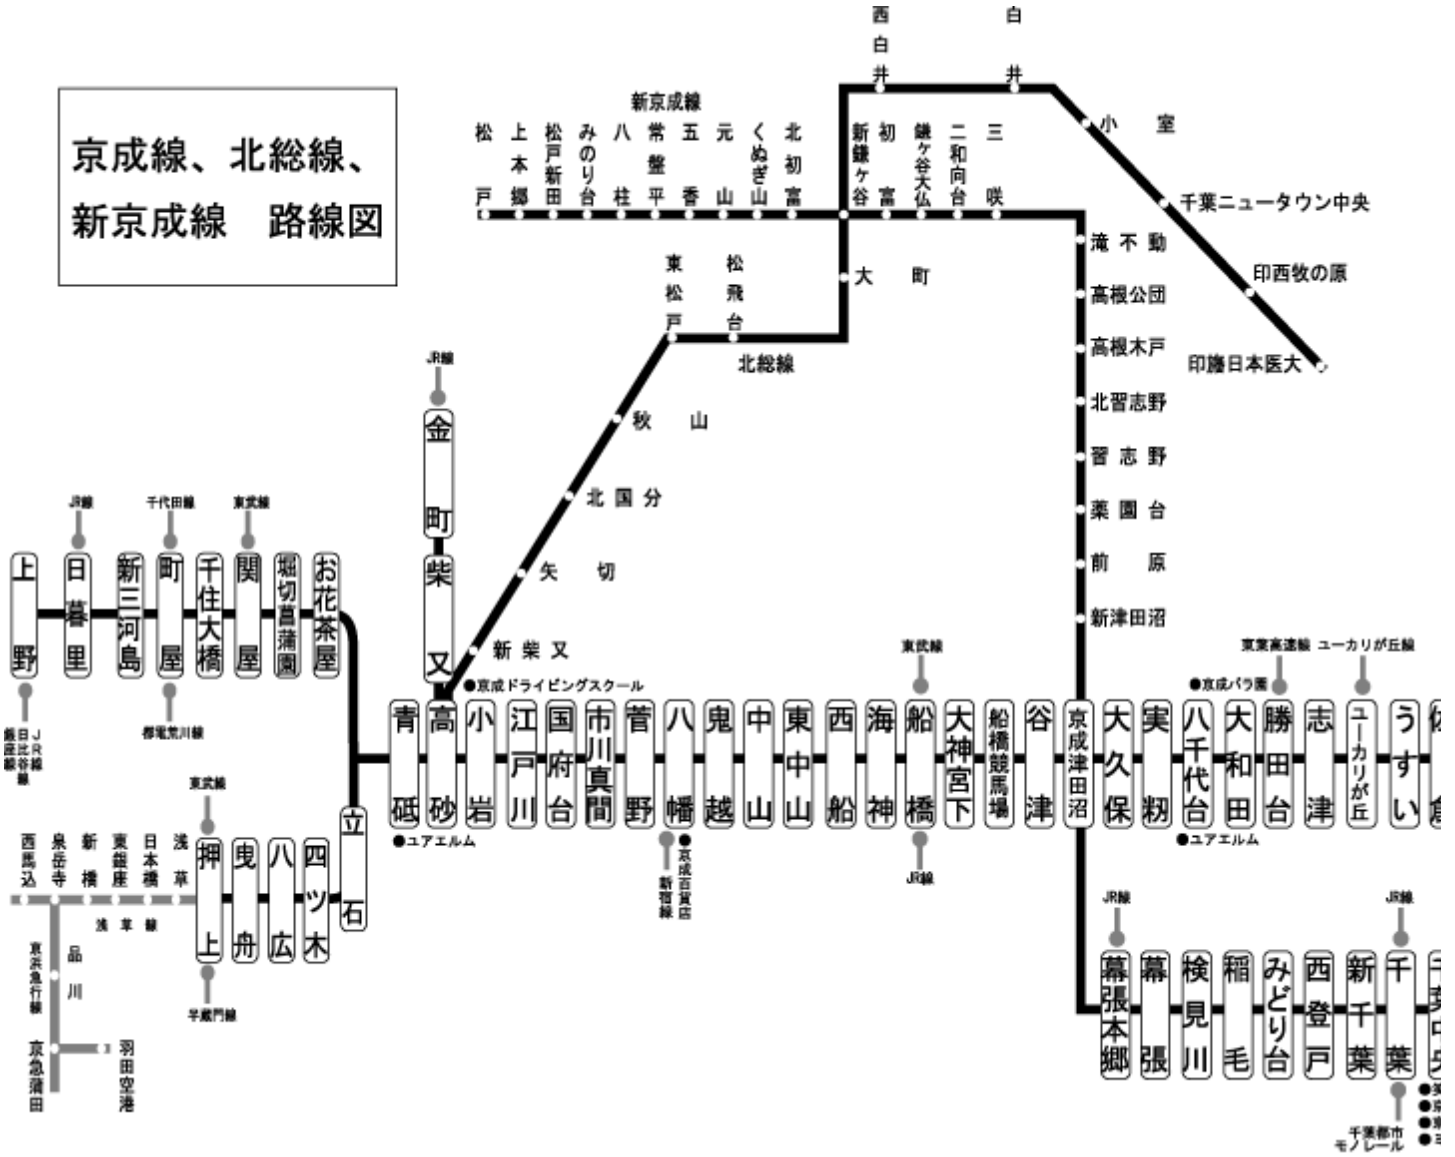 京成線、北総線、
新京成線　路線図
新京成線
松戸
上本郷
松戸新田
みのり台
八柱
常盤平
五香
元山
くぬぎ山
北初富
新鎌ヶ谷
初富
鎌ヶ谷大仏
二和向台
三咲
滝不動
高根公団
高根木戸
北習志野
習志野
薬園台
前原
新津田沼
西白井
白井
小室
千葉ニュータウン中央
印西牧の原
印旛日本医大
大町
松飛台
東松戸
北総線
秋山
北国分
矢切
新柴又
JR線
金町
柴又
JR線
千代田線
東武線
上野
日暮里
新三河島
町屋
千住大橋
関屋
堀切菖蒲園
お花茶屋
JR線
日比谷線
銀座線
都電荒川線
●京成ドライビングスクール
東武線
東葉高速線
ユーカリが丘線
●京成バラ園
青砥
高砂
小岩
江戸川
国府台
市川真間
菅野
八幡
鬼越
中山
東中山
西船
海神
船橋
大神宮下
船橋競馬場
谷津
京成津田沼
大久保
実籾
八千代台
大和田
勝田台
志津
ユーカリが丘
うすい
佐倉
●ユアエルム
新宿線
●京成百貨店
JR線
●ユアエルム
東武線
立石
四ツ木
八広
曳舟
押上
半蔵門線
浅草
日本橋
東銀座
新橋
泉岳寺
西馬込
浅草線
品川
京浜急行線
京急蒲田
羽田空港
JR線
JR線
幕張本郷
幕張
検見川
稲毛
みどり台
西登戸
新千葉
千葉
千葉中央
千葉都市
モノレール